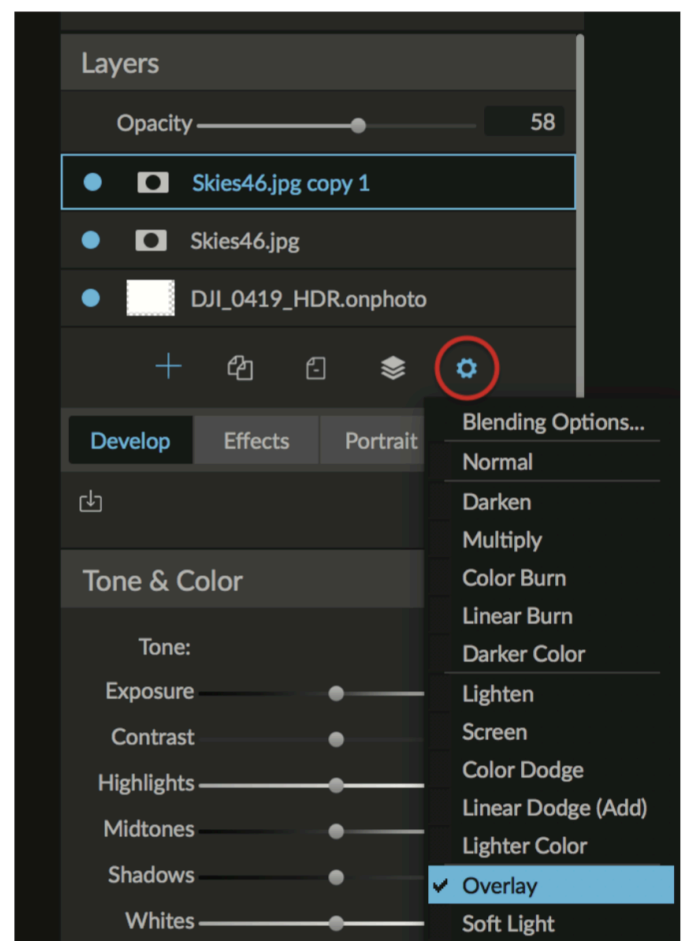 Layers
Opacity 58
Skies46.jpg copy 1
Skies46.jpg
DJI_0419_HDR.onphoto
Develop Effects Portrait
Tone & Color
Tone:
Exposure
Contrast
Highlights
Midtones
Shadows
Whites
Blending Options...
Normal
Darken
Multiply
Color Burn
Linear Burn
Darker Color
Lighten
Screen
Color Dodge
Linear Dodge (Add)
Lighter Color
Overlay
Soft Light